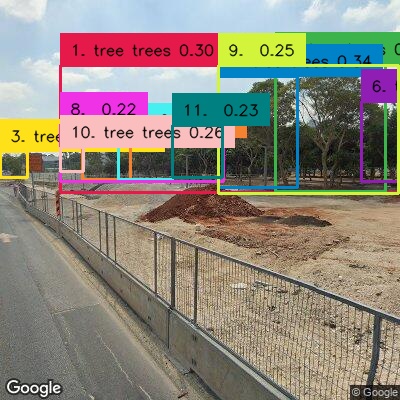 1. tree trees 0.30
9. 0.25
trees 0.34
6.
8. 0.22
11. 0.23
3. tree
10. tree trees 0.26
Google
© Google